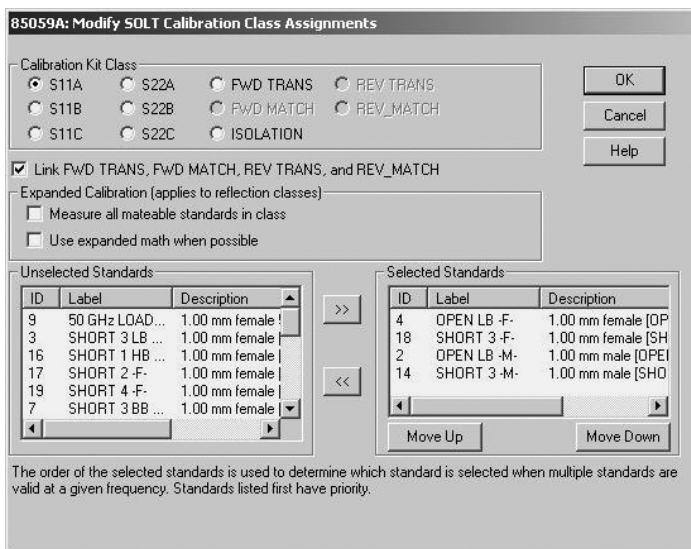 85059A: Modify SOLT Calibration Class Assignments
Calibration Kit Class
S11A S22A FWD TRANS REV TRANS
S11B S22B FWD MATCH REV_MATCH
S11C S22C ISOLATION
OK
Cancel
Help
Link FWD TRANS, FWD MATCH, REV TRANS, and REV_MATCH
Expanded Calibration (applies to reflection classes)
Measure all mateable standards in class
Use expanded math when possible
Unselected Standards
ID Label Description
9 50 GHz LOAD... 1.00 mm female
3 SHORT 3 LB ... 1.00 mm female [
16 SHORT 1 HB ... 1.00 mm female [
17 SHORT 2 -F- 1.00 mm female [
19 SHORT 4 -F- 1.00 mm female [
7 SHORT 3 BB ... 1.00 mm female [
>>
<<
Selected Standards
ID Label Description
4 OPEN LB -F- 1.00 mm female [OP
18 SHORT 3 -F- 1.00 mm female [SH
2 OPEN LB -M- 1.00 mm male [OPE
14 SHORT 3 -M- 1.00 mm male [SHO
Move Up Move Down
The order of the selected standards is used to determine which standard is selected when multiple standards are
valid at a given frequency. Standards listed first have priority.